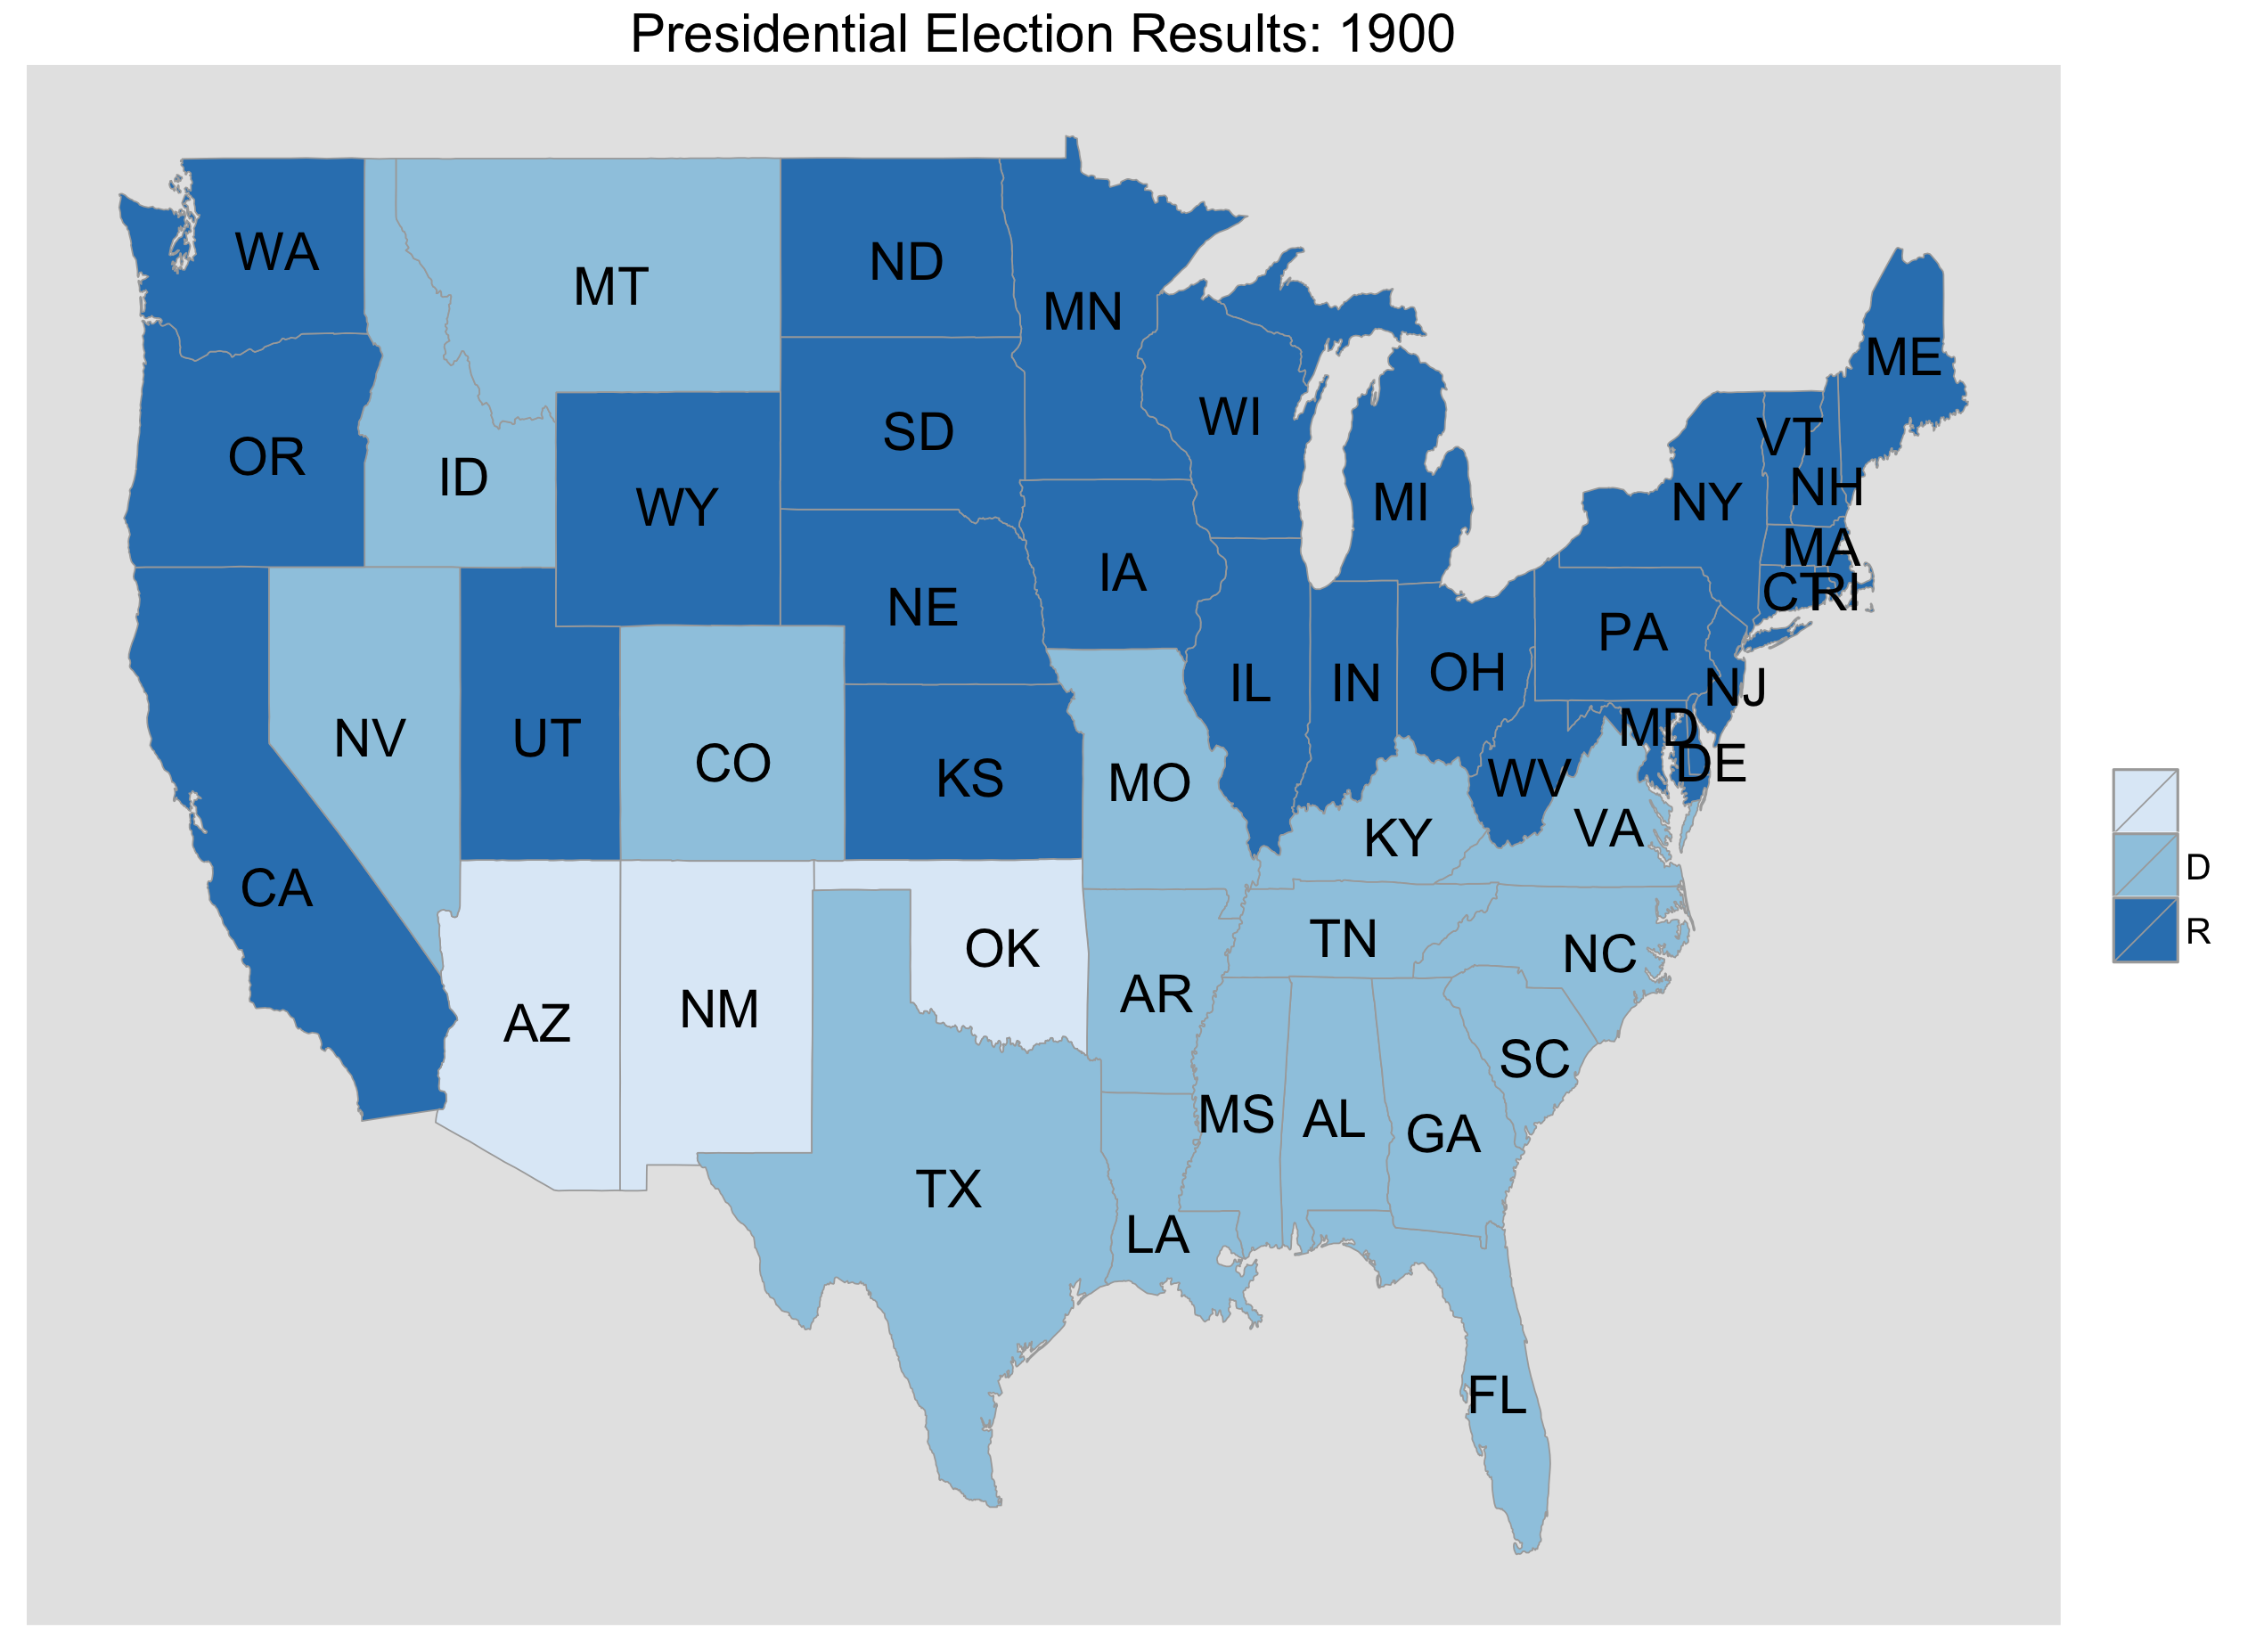 Presidential Election Results: 1900
WA
MT
ND
MN
ME
OR
ID
WY
SD
WI
MI
NY
VT
NH
MA
CT
RI
NV
UT
CO
NE
IA
IL
IN
OH
PA
NJ
MD
DE
CA
KS
MO
KY
WV
VA
AZ
NM
OK
AR
TN
NC
SC
TX
LA
MS
AL
GA
FL
D
R